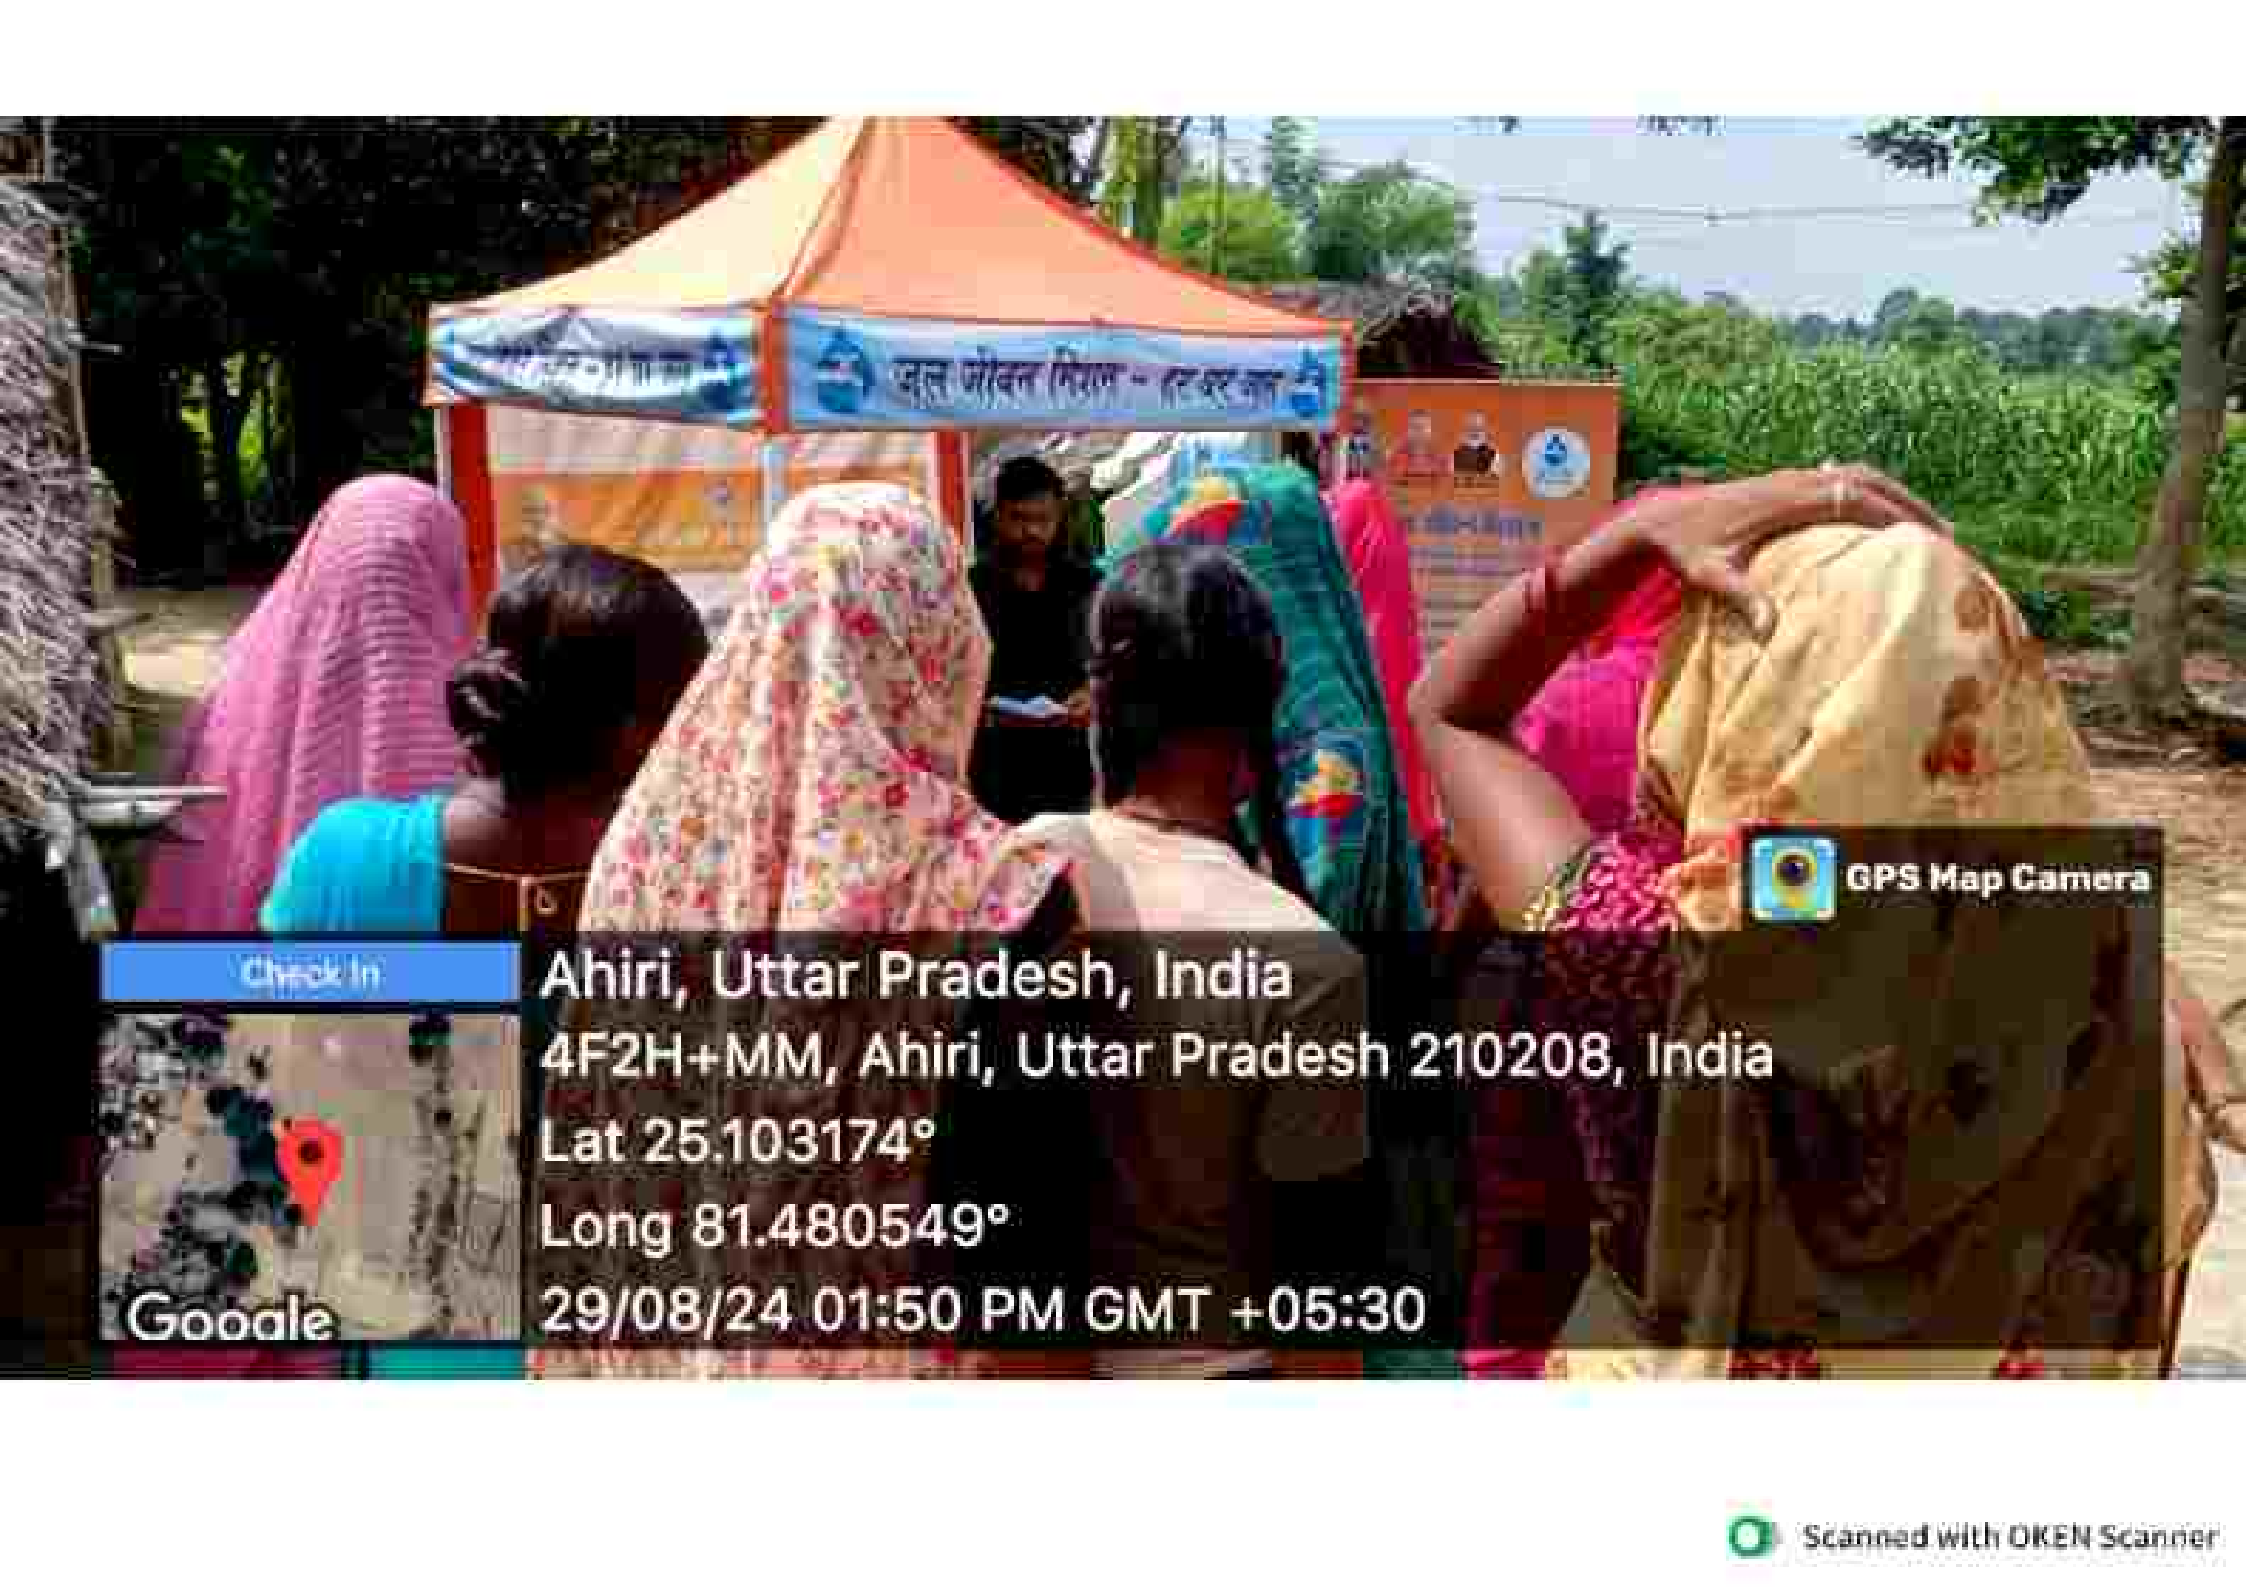 जल जीवन मिशन - हर घर जल
GPS Map Camera
Check In
Ahiri, Uttar Pradesh, India
4F2H+MM, Ahiri, Uttar Pradesh 210208, India
Lat 25.103174°
Long 81.480549°
29/08/24 01:50 PM GMT +05:30
Google
Scanned with OKEN Scanner